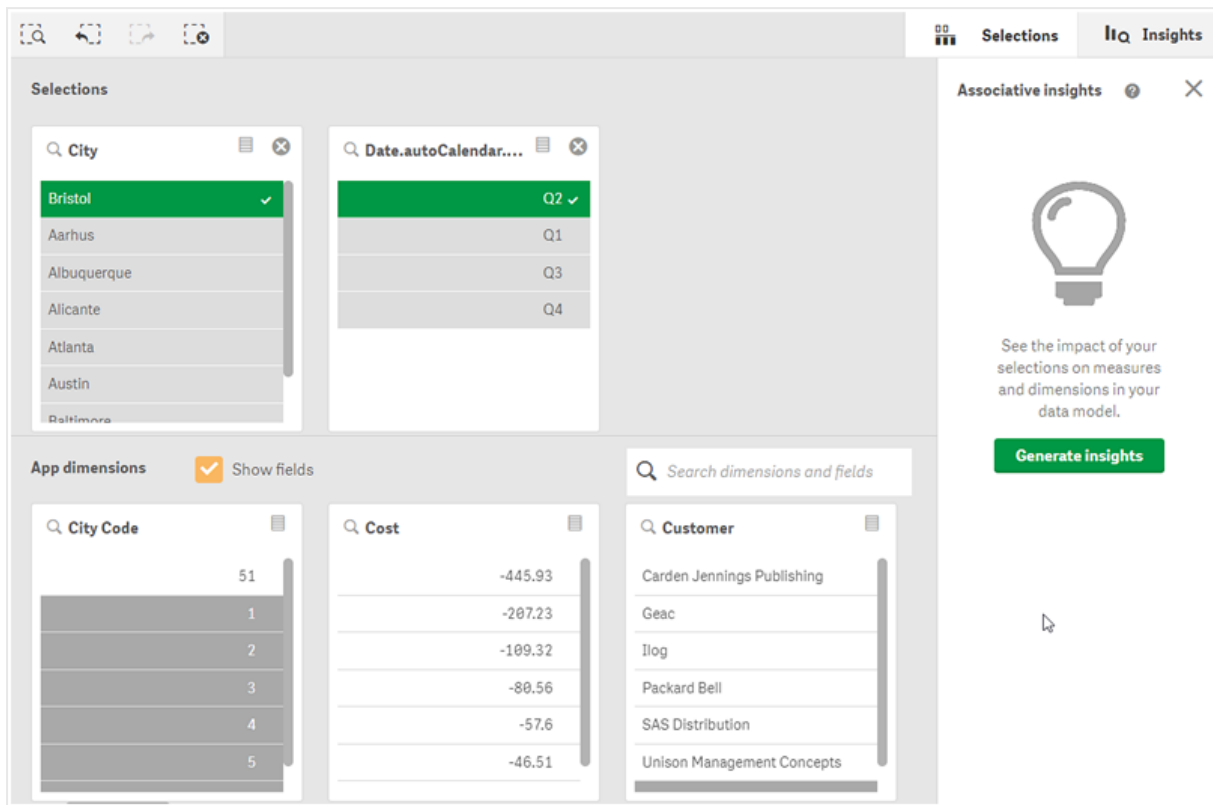 Selections
Insights
Selections
Associative insights
?
City
Date.autoCalendar....
Bristol
Aarhus
Albuquerque
Alicante
Atlanta
Austin
Baltimore
Q2
Q1
Q3
Q4
See the impact of your
selections on measures
and dimensions in your
data model.
Generate insights
App dimensions
Show fields
Search dimensions and fields
City Code
51
1
2
3
4
5
Cost
-445.93
-207.23
-109.32
-80.56
-57.6
-46.51
Customer
Carden Jennings Publishing
Geac
Ilog
Packard Bell
SAS Distribution
Unison Management Concepts